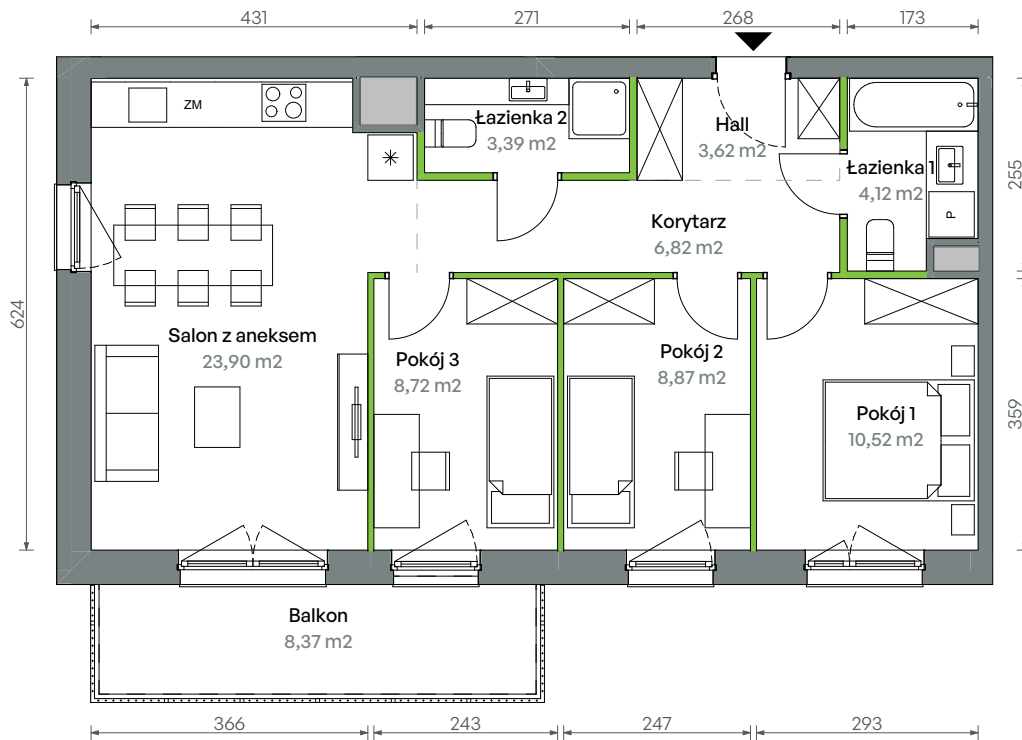 431
271
268
173
ZM
Łazienka 2
3,39 m2
Hall
3,62 m2
Łazienka 1
4,12 m2
P
255
Korytarz
6,82 m2
624
Salon z aneksem
23,90 m2
Pokój 3
8,72 m2
Pokój 2
8,87 m2
Pokój 1
10,52 m2
359
Balkon
8,37 m2
366
243
247
293